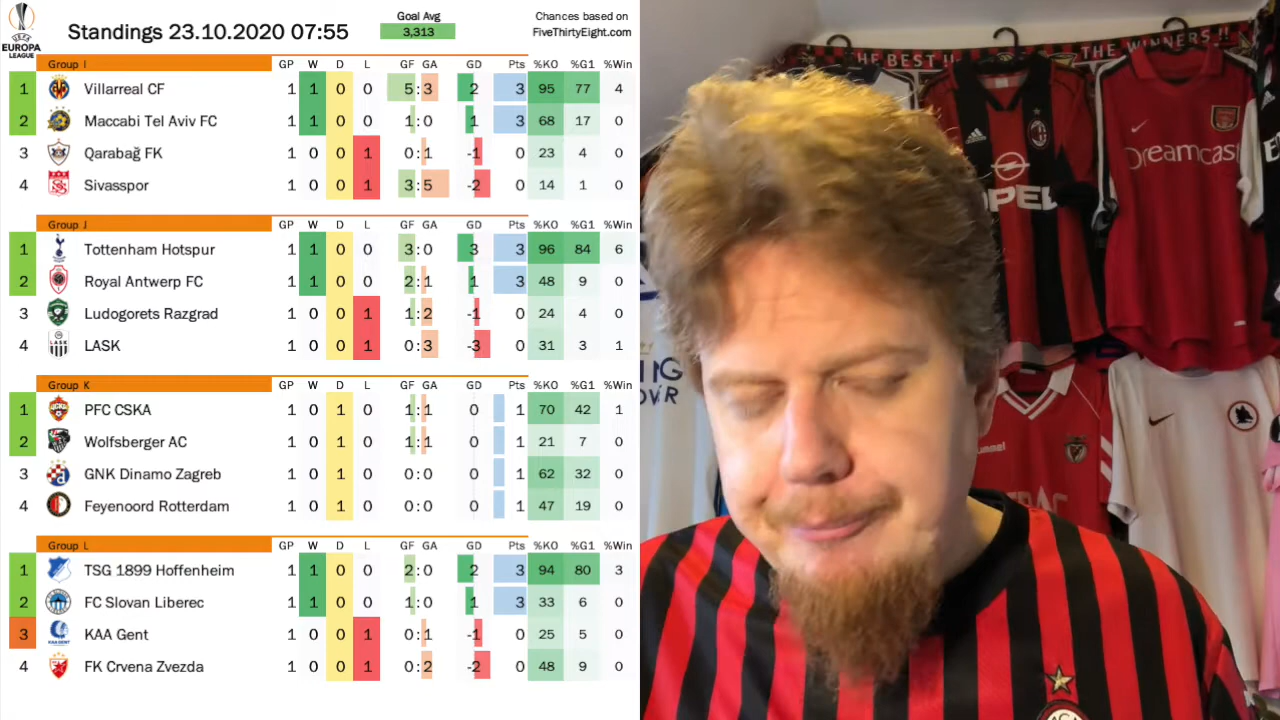 UEFA
EUROPA
LEAGUE
Standings 23.10.2020 07:55
Goal Avg
3,313
Chances based on
FiveThirtyEight.com
Group I GP W D L GF GA GD Pts %KO %G1 %Win
1 Villarreal CF 1 1 0 0 5:3 2 3 95 77 4
2 Maccabi Tel Aviv FC 1 1 0 0 1:0 1 3 68 17 0
3 Qarabağ FK 1 0 0 1 0:1 -1 0 23 4 0
4 Sivasspor 1 0 0 1 3:5 -2 0 14 1 0
Group J GP W D L GF GA GD Pts %KO %G1 %Win
1 Tottenham Hotspur 1 1 0 0 3:0 3 3 96 84 6
2 Royal Antwerp FC 1 1 0 0 2:1 1 3 48 9 0
3 Ludogorets Razgrad 1 0 0 1 1:2 -1 0 24 4 0
4 LASK 1 0 0 1 0:3 -3 0 31 3 1
Group K GP W D L GF GA GD Pts %KO %G1 %Win
1 PFC CSKA 1 0 1 0 1:1 0 1 70 42 1
2 Wolfsberger AC 1 0 1 0 1:1 0 1 21 7 0
3 GNK Dinamo Zagreb 1 0 1 0 0:0 0 1 62 32 0
4 Feyenoord Rotterdam 1 0 1 0 0:0 0 1 47 19 0
Group L GP W D L GF GA GD Pts %KO %G1 %Win
1 TSG 1899 Hoffenheim 1 1 0 0 2:0 2 3 94 80 3
2 FC Slovan Liberec 1 1 0 0 1:0 1 3 33 6 0
3 KAA Gent 1 0 0 1 0:1 -1 0 25 5 0
4 FK Crvena Zvezda 1 0 0 1 0:2 -2 0 48 9 0
THE BEST !!
THE WINNERS !!
adidas
OPEL
Dreamcast